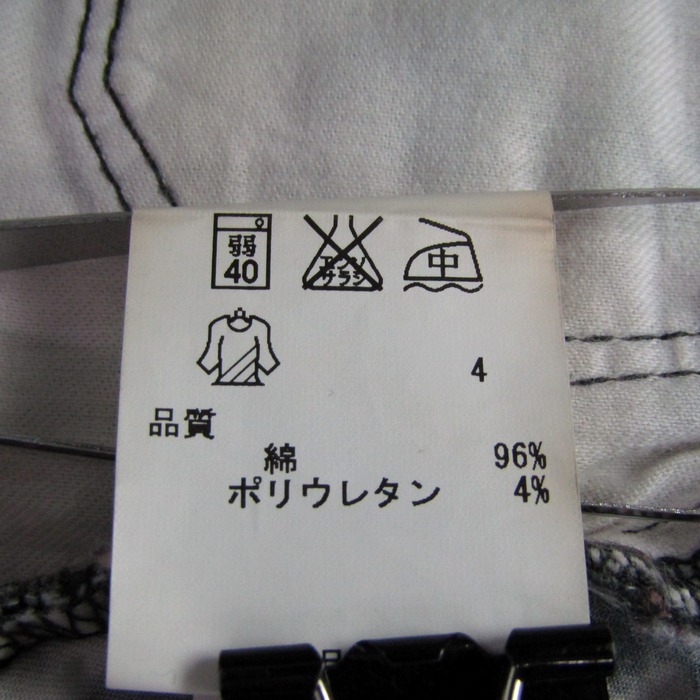 弱 エンソ 中
40 サラシ
4
品質
綿 96%
ポリウレタン 4%